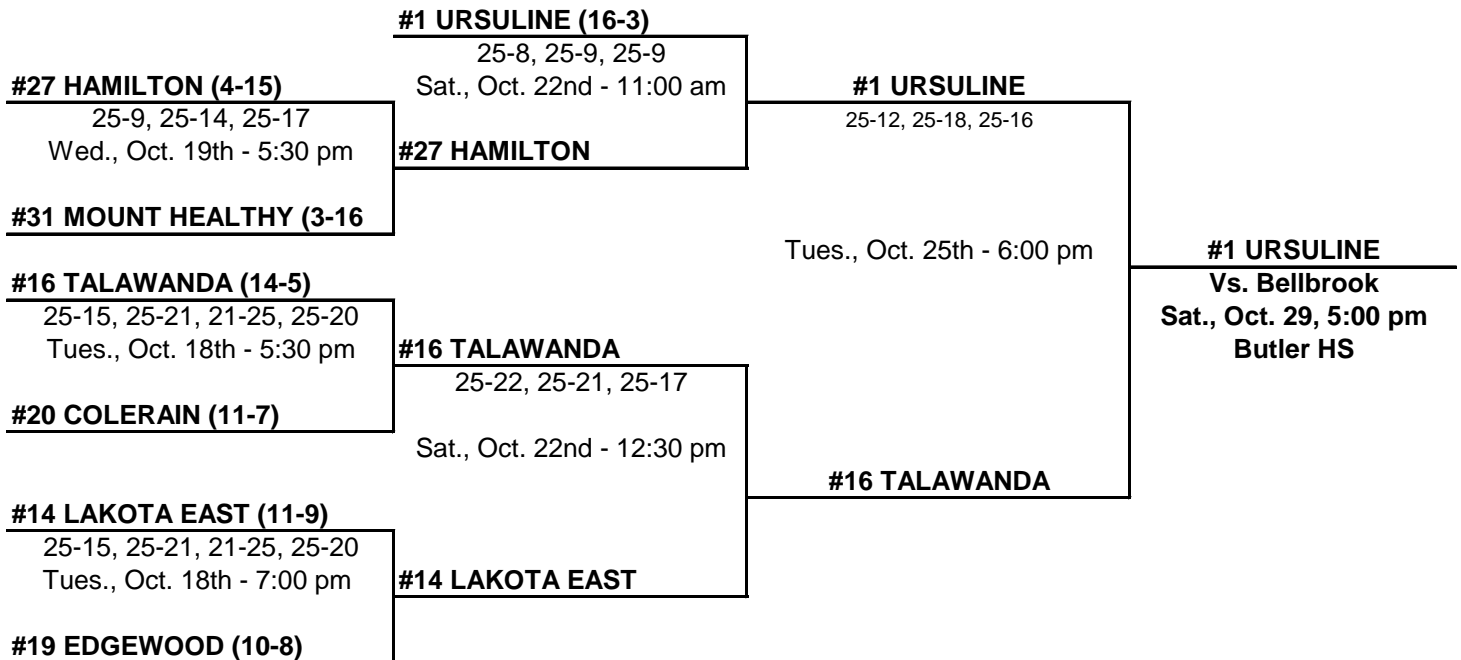 #1 URSULINE (16-3)
25-8, 25-9, 25-9
Sat., Oct. 22nd - 11:00 am
#27 HAMILTON (4-15)
25-9, 25-14, 25-17
Wed., Oct. 19th - 5:30 pm
#27 HAMILTON
#31 MOUNT HEALTHY (3-16
#1 URSULINE
25-12, 25-18, 25-16
Tues., Oct. 25th - 6:00 pm
#1 URSULINE
Vs. Bellbrook
Sat., Oct. 29, 5:00 pm
Butler HS
#16 TALAWANDA (14-5)
25-15, 25-21, 21-25, 25-20
Tues., Oct. 18th - 5:30 pm
#16 TALAWANDA
25-22, 25-21, 25-17
#20 COLERAIN (11-7)
Sat., Oct. 22nd - 12:30 pm
#16 TALAWANDA
#14 LAKOTA EAST (11-9)
25-15, 25-21, 21-25, 25-20
Tues., Oct. 18th - 7:00 pm
#14 LAKOTA EAST
#19 EDGEWOOD (10-8)